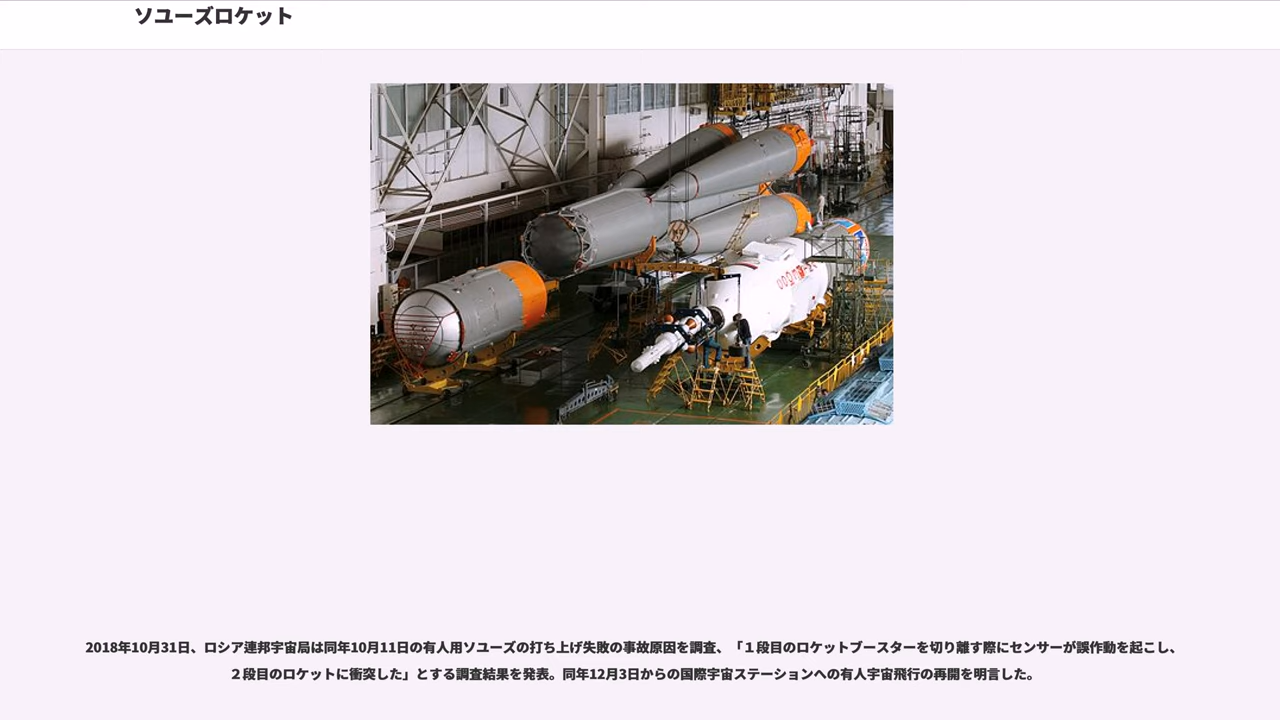 ソユーズロケット
2018年10月31日、ロシア連邦宇宙局は同年10月11日の有人用ソユーズの打ち上げ失敗の事故原因を調査、「１段目のロケットブースターを切り離す際にセンサーが誤作動を起こし、
２段目のロケットに衝突した」とする調査結果を発表。同年12月3日からの国際宇宙ステーションへの有人宇宙飛行の再開を明言した。